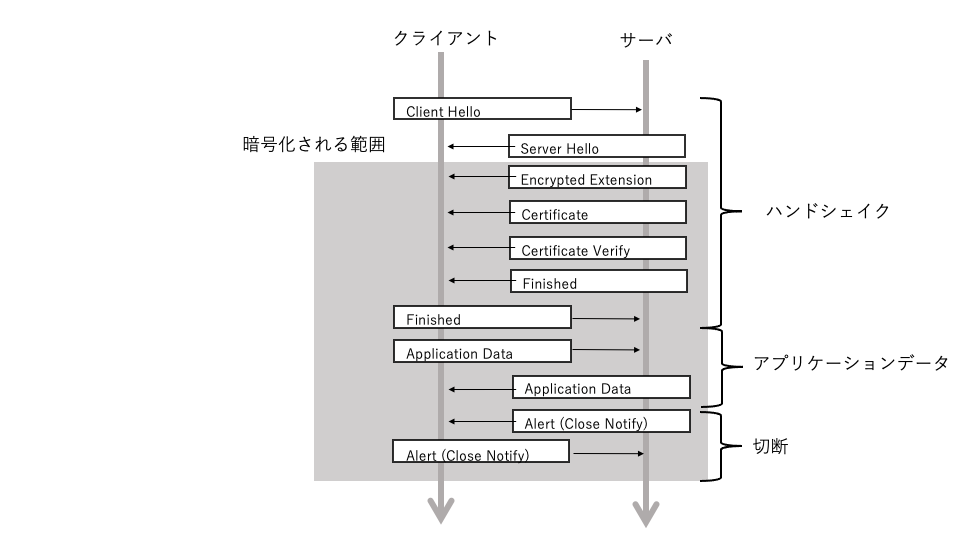 クライアント
サーバ
Client Hello
暗号化される範囲
Server Hello
Encrypted Extension
Certificate
ハンドシェイク
Certificate Verify
Finished
Finished
Application Data
アプリケーションデータ
Application Data
Alert (Close Notify)
切断
Alert (Close Notify)